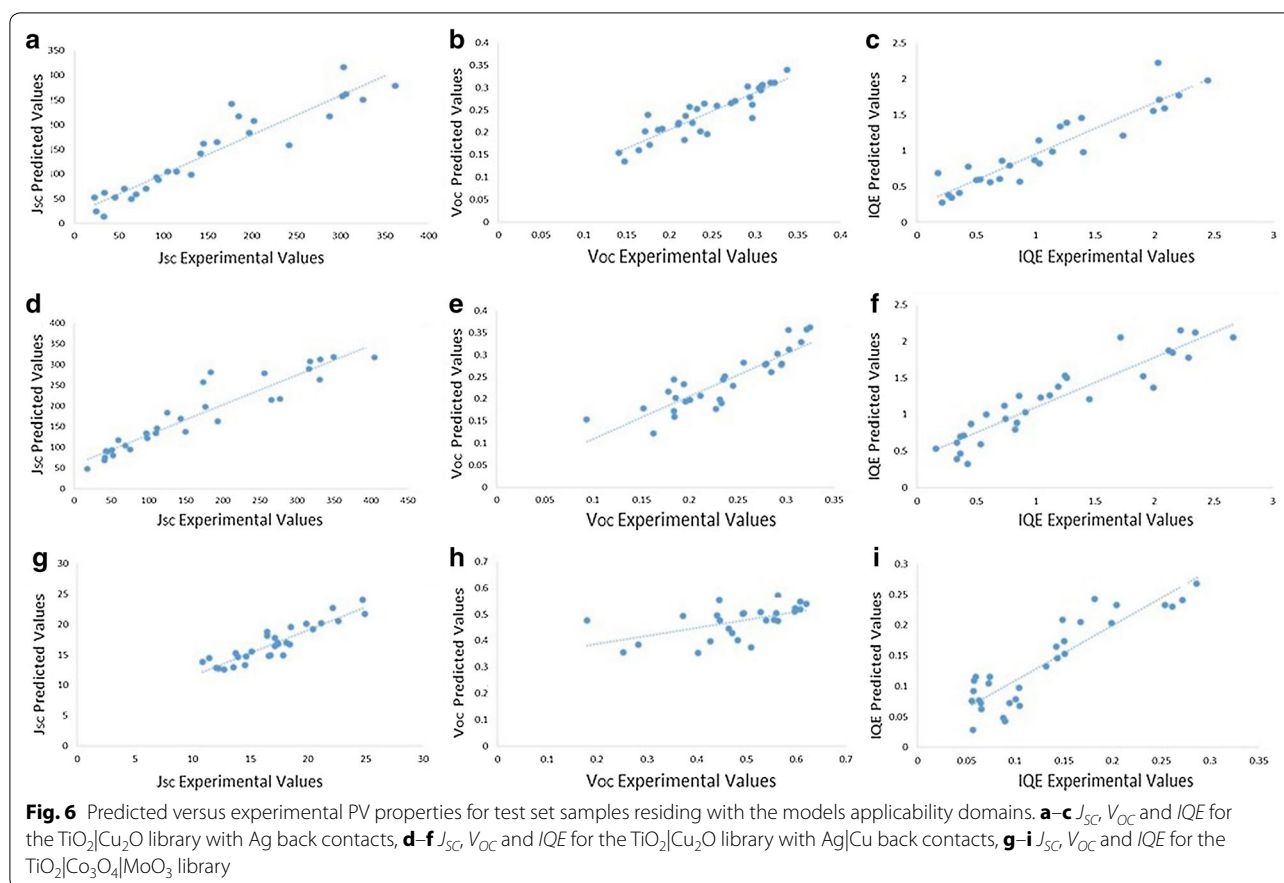 a
350
300
250
200
150
100
50
0
Jsc Predicted Values
0 50 100 150 200 250 300 350 400
Jsc Experimental Values
b
0.4
0.35
0.3
0.25
0.2
0.15
0.1
0.05
0
Voc Predicted Values
0 0.05 0.1 0.15 0.2 0.25 0.3 0.35 0.4
Voc Experimental Values
c
2.5
2
1.5
1
0.5
0
IQE Predicted Values
0 0.5 1 1.5 2 2.5 3
IQE Experimental Values
d
400
350
300
250
200
150
100
50
0
Jsc Predicted Values
0 50 100 150 200 250 300 350 400 450
Jsc Experimental Values
e
0.4
0.35
0.3
0.25
0.2
0.15
0.1
0.05
0
Voc Predicted Values
0 0.05 0.1 0.15 0.2 0.25 0.3 0.35
Voc Experimental Values
f
2.5
2
1.5
1
0.5
0
IQE Predicted Values
0 0.5 1 1.5 2 2.5 3
IQE Experimental Values
g
30
25
20
15
10
5
0
Jsc Predicted Values
0 5 10 15 20 25 30
Jsc Experimental Values
h
0.7
0.6
0.5
0.4
0.3
0.2
0.1
0
Voc Predicted Values
0 0.1 0.2 0.3 0.4 0.5 0.6 0.7
Voc Experimental Values
i
0.3
0.25
0.2
0.15
0.1
0.05
0
IQE Predicted Values
0 0.05 0.1 0.15 0.2 0.25 0.3 0.35
IQE Experimental Values
Fig. 6 Predicted versus experimental PV properties for test set samples residing with the models applicability domains. a–c JSC, VOC and IQE for
the TiO2|Cu2O library with Ag back contacts, d–f JSC, VOC and IQE for the TiO2|Cu2O library with Ag|Cu back contacts, g–i JSC, VOC and IQE for the
TiO2|Co3O4|MoO3 library